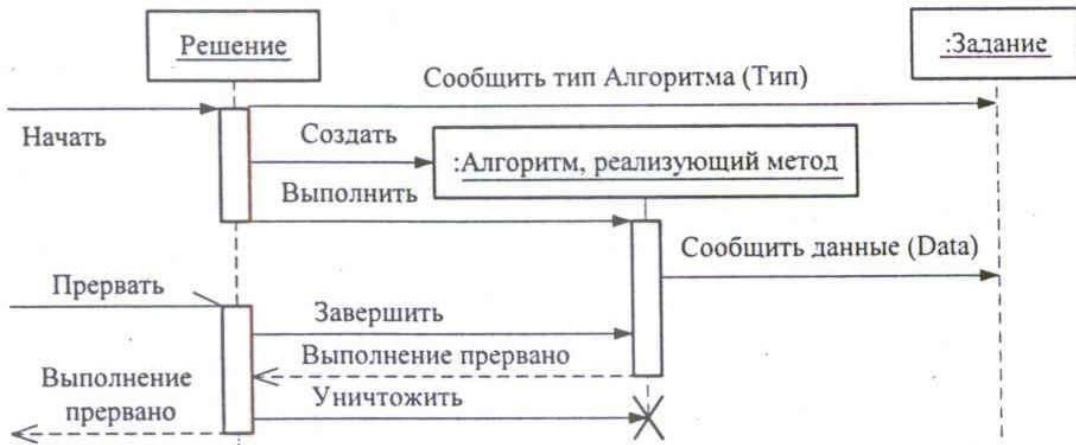 Решение
:Задание
Сообщить тип Алгоритма (Тип)
Начать
Создать
:Алгоритм, реализующий метод
Выполнить
Сообщить данные (Data)
Прервать
Завершить
Выполнение прервано
Выполнение
прервано
Уничтожить